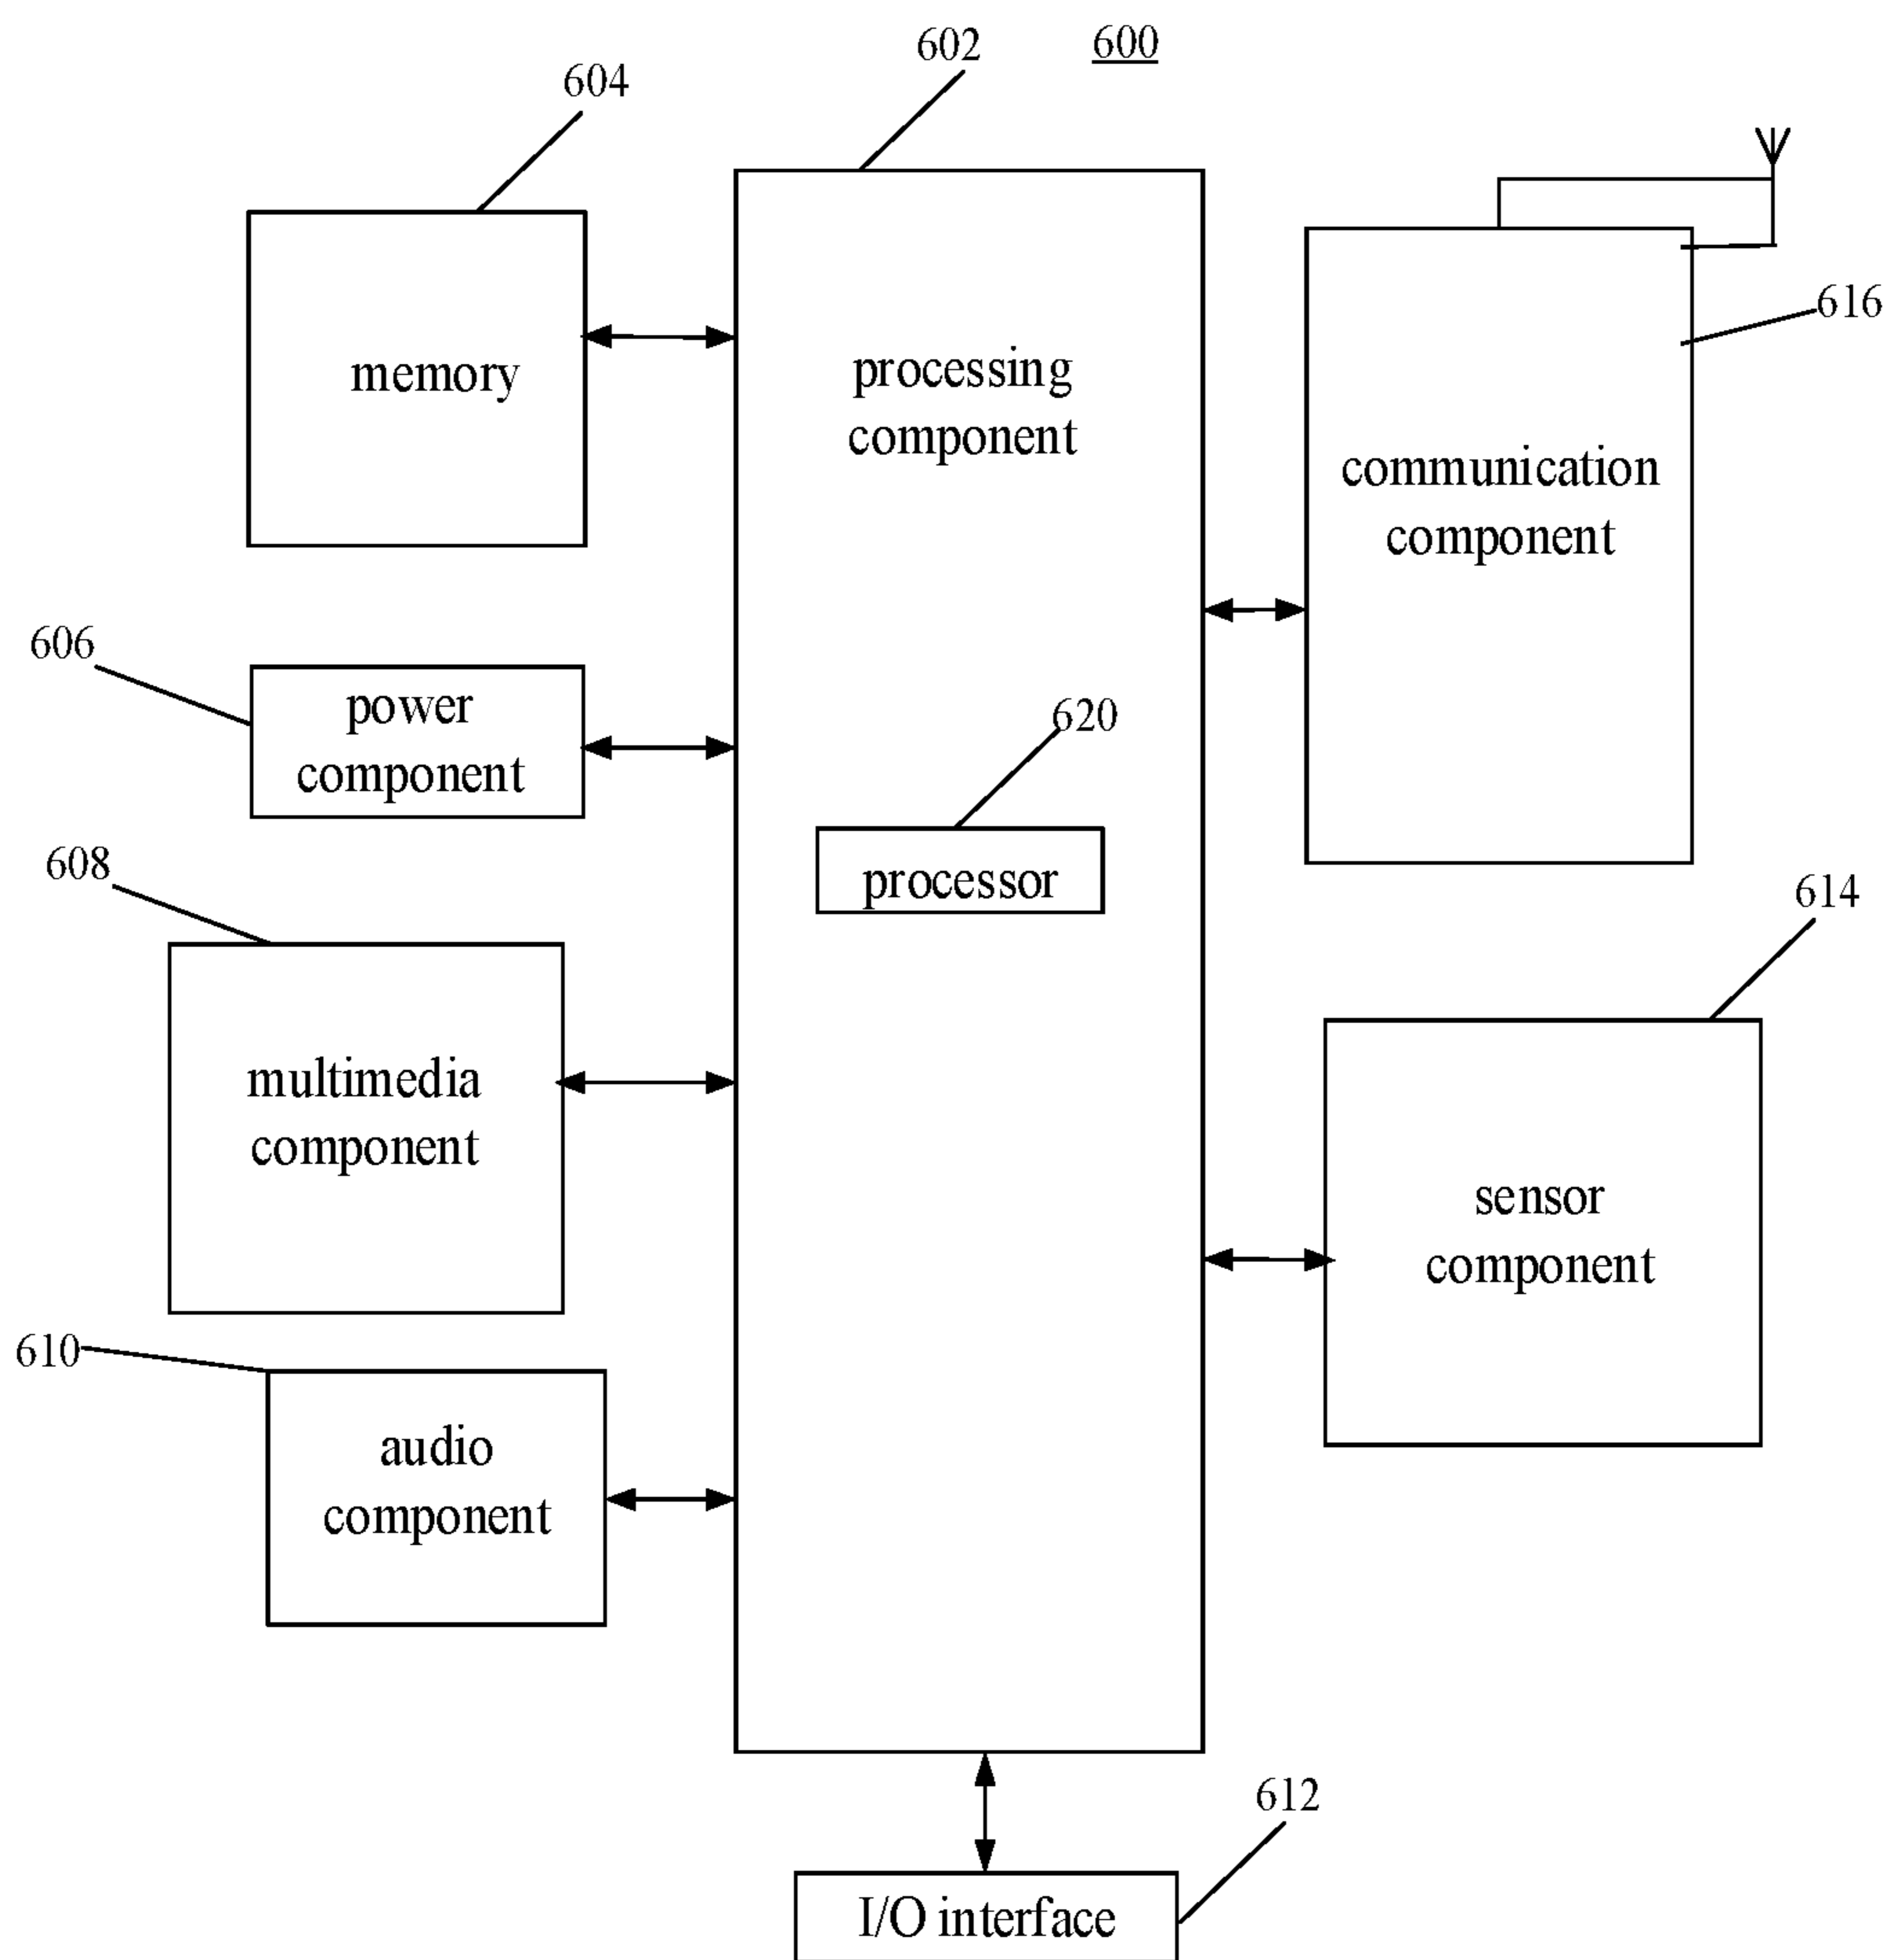 602
600
604
616
memory
processing
component
communication
component
606
power
component
620
processor
608
614
multimedia
component
sensor
component
610
audio
component
612
I/O interface